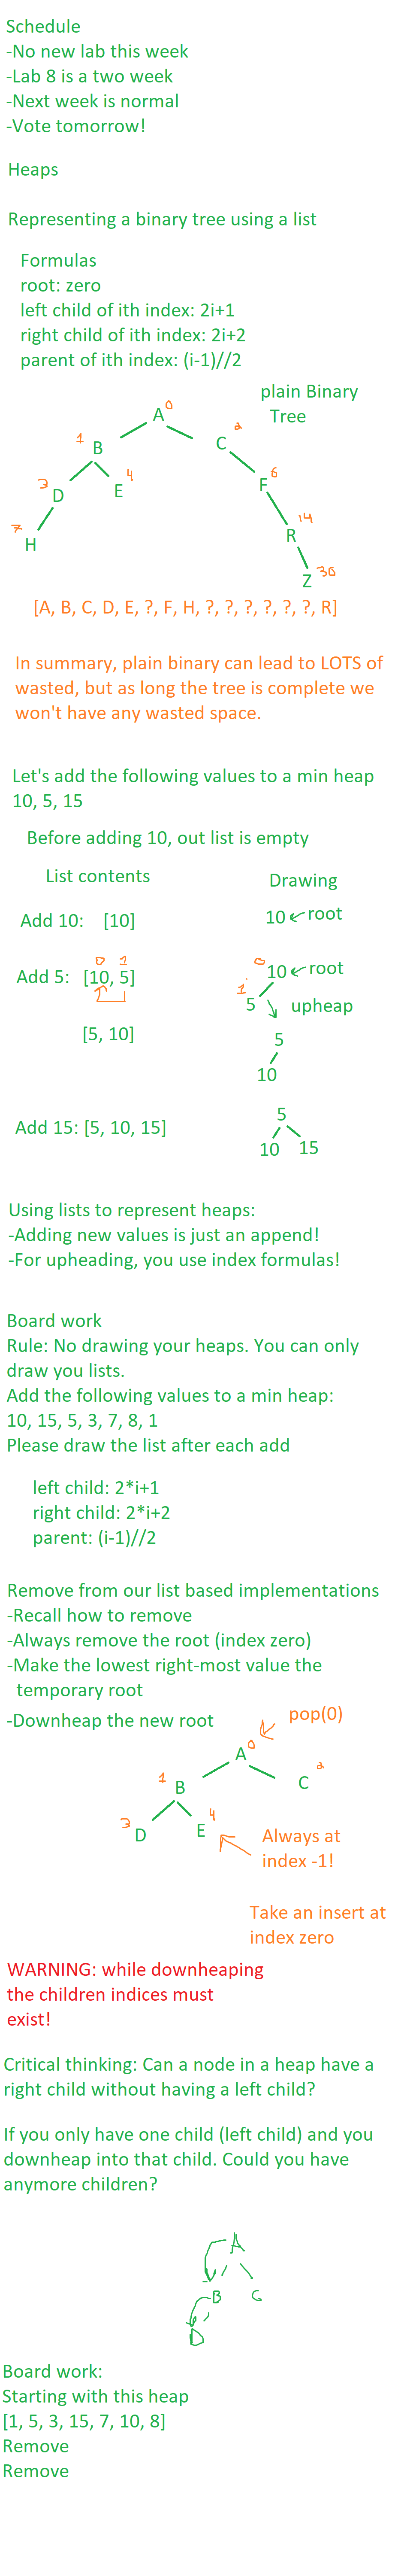 Schedule
-No new lab this week
-Lab 8 is a two week
-Next week is normal
-Vote tomorrow!
Heaps
Representing a binary tree using a list
Formulas
root: zero
left child of ith index: 2i+1
right child of ith index: 2i+2
parent of ith index: (i-1)//2
plain Binary
Tree
A 0
1 B
C 2
3 D
E 4
F 6
7 H
R 14
Z 30
[A, B, C, D, E, ?, F, H, ?, ?, ?, ?, ?, ?, R]
In summary, plain binary can lead to LOTS of
wasted, but as long the tree is complete we
won't have any wasted space.
Let's add the following values to a min heap
10, 5, 15
Before adding 10, out list is empty
List contents
Drawing
Add 10: [10]
10 root
0 1
Add 5: [10, 5]
0 10 root
1 5
upheap
[5, 10]
5
10
Add 15: [5, 10, 15]
5
10 15
Using lists to represent heaps:
-Adding new values is just an append!
-For upheading, you use index formulas!
Board work
Rule: No drawing your heaps. You can only
draw you lists.
Add the following values to a min heap:
10, 15, 5, 3, 7, 8, 1
Please draw the list after each add
left child: 2*i+1
right child: 2*i+2
parent: (i-1)//2
Remove from our list based implementations
-Recall how to remove
-Always remove the root (index zero)
-Make the lowest right-most value the
temporary root
-Downheap the new root
pop(0)
A 0
1 B
C 2
3 D
E 4
Always at
index -1!
Take an insert at
index zero
WARNING: while downheaping
the children indices must
exist!
Critical thinking: Can a node in a heap have a
right child without having a left child?
If you only have one child (left child) and you
downheap into that child. Could you have
anymore children?
A
B C
D
Board work:
Starting with this heap
[1, 5, 3, 15, 7, 10, 8]
Remove
Remove